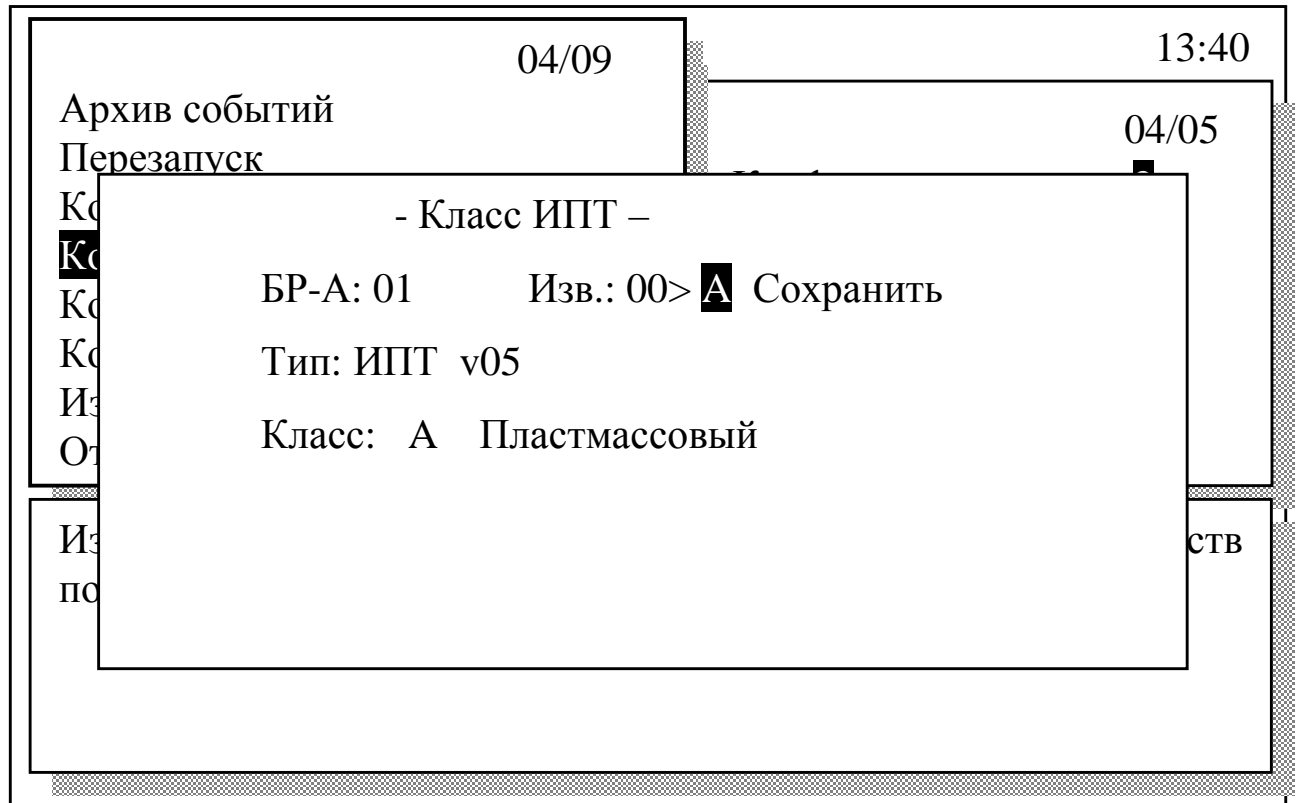 04/09
13:40
Архив событий
04/05
Перезапуск
- Класс ИПТ –
БР-А: 01 Изв.: 00> А Сохранить
Тип: ИПТ v05
Класс: А Пластмассовый